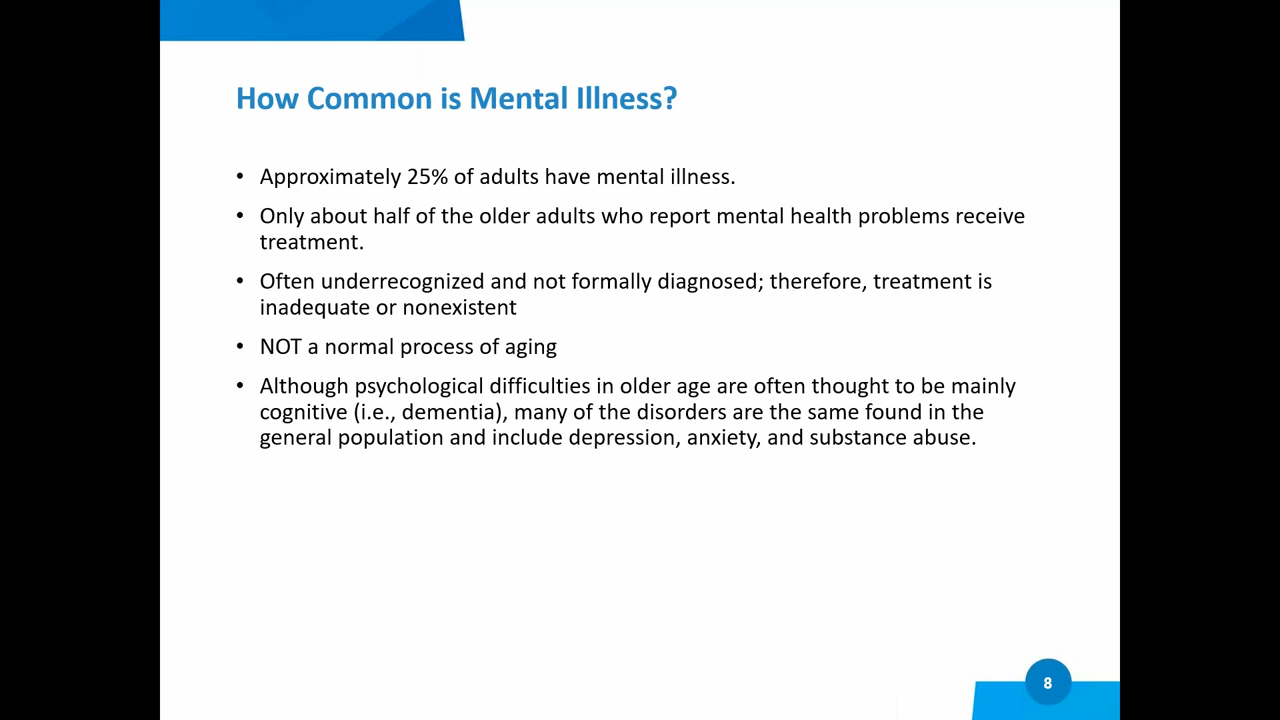 How Common is Mental Illness?
• Approximately 25% of adults have mental illness.
• Only about half of the older adults who report mental health problems receive
treatment.
• Often underrecognized and not formally diagnosed; therefore, treatment is
inadequate or nonexistent
• NOT a normal process of aging
• Although psychological difficulties in older age are often thought to be mainly
cognitive (i.e., dementia), many of the disorders are the same found in the
general population and include depression, anxiety, and substance abuse.
8